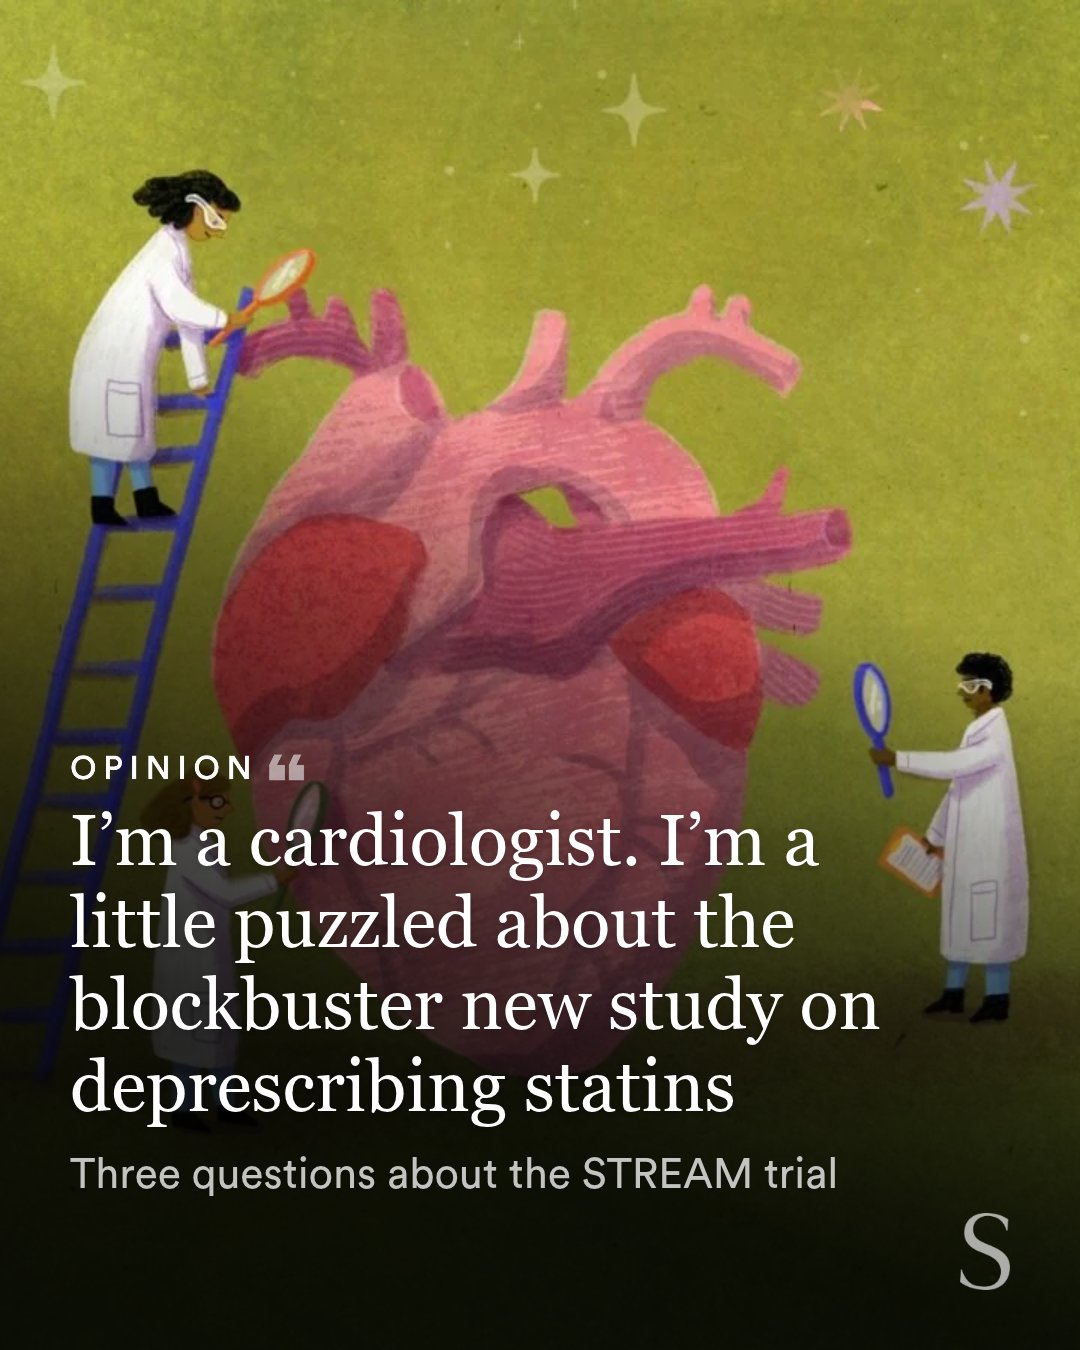 OPINION ❝
I’m a cardiologist. I’m a
little puzzled about the
blockbuster new study on
deprescribing statins
Three questions about the STREAM trial
S